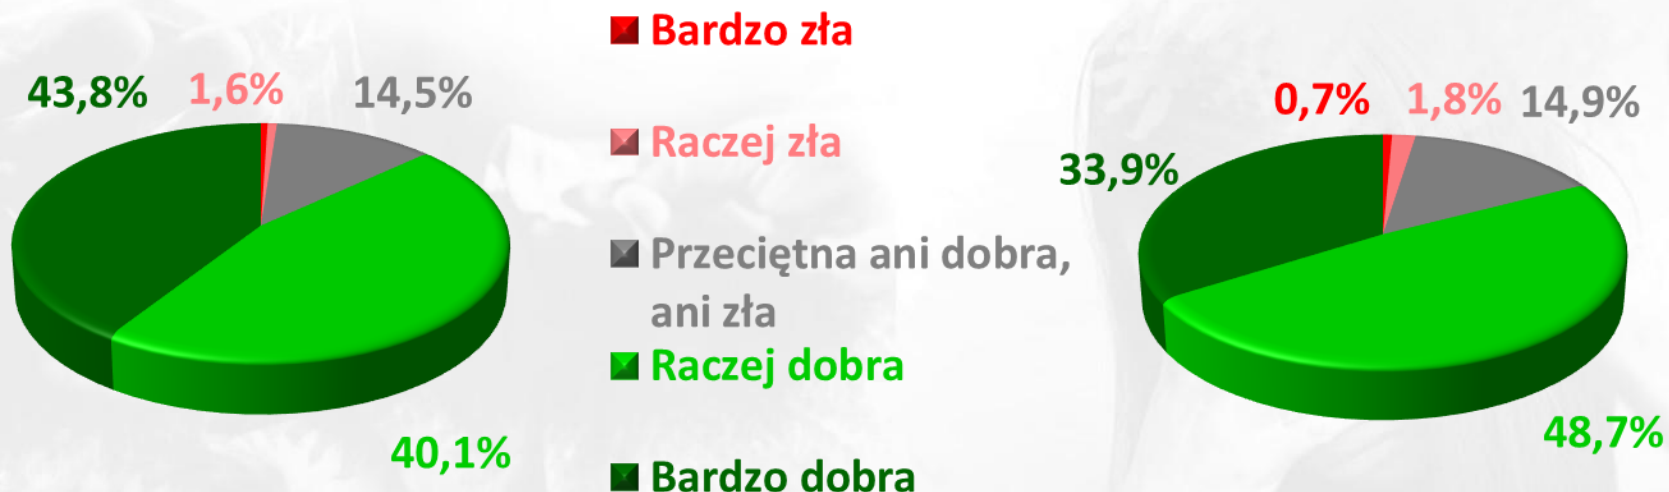 43,8%
1,6%
14,5%
40,1%
Bardzo zła
Raczej zła
Przeciętna ani dobra,
ani zła
Raczej dobra
Bardzo dobra
0,7%
1,8%
14,9%
33,9%
48,7%